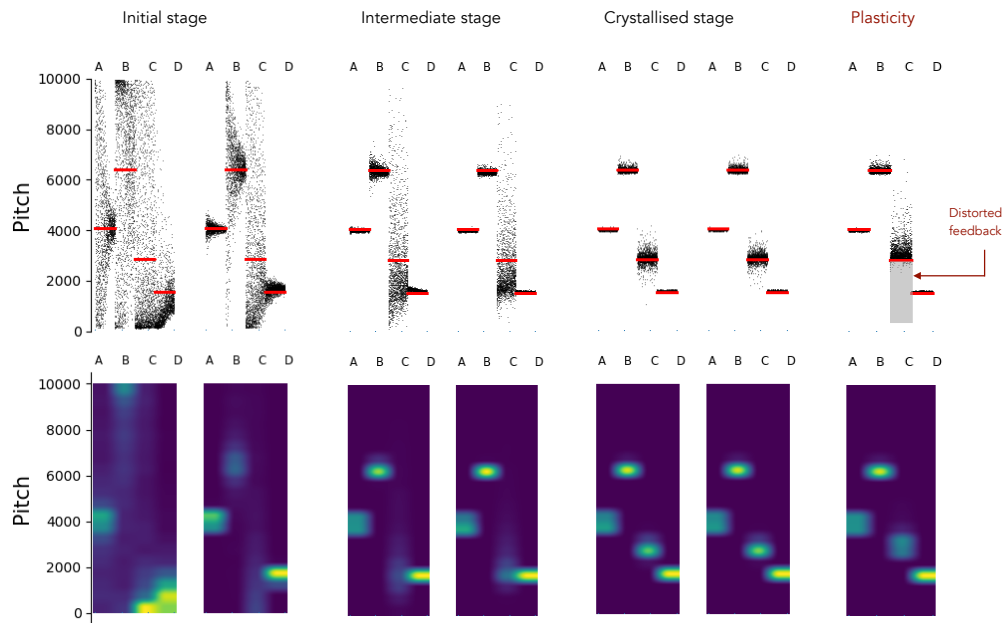 Initial stage
Intermediate stage
Crystallised stage
Plasticity
A B C D
A B C D
A B C D
A B C D
A B C D
A B C D
A B C D
10000
8000
6000
4000
2000
0
Pitch
Distorted
feedback
A B C D
A B C D
A B C D
A B C D
A B C D
A B C D
A B C D
10000
8000
6000
4000
2000
0
Pitch